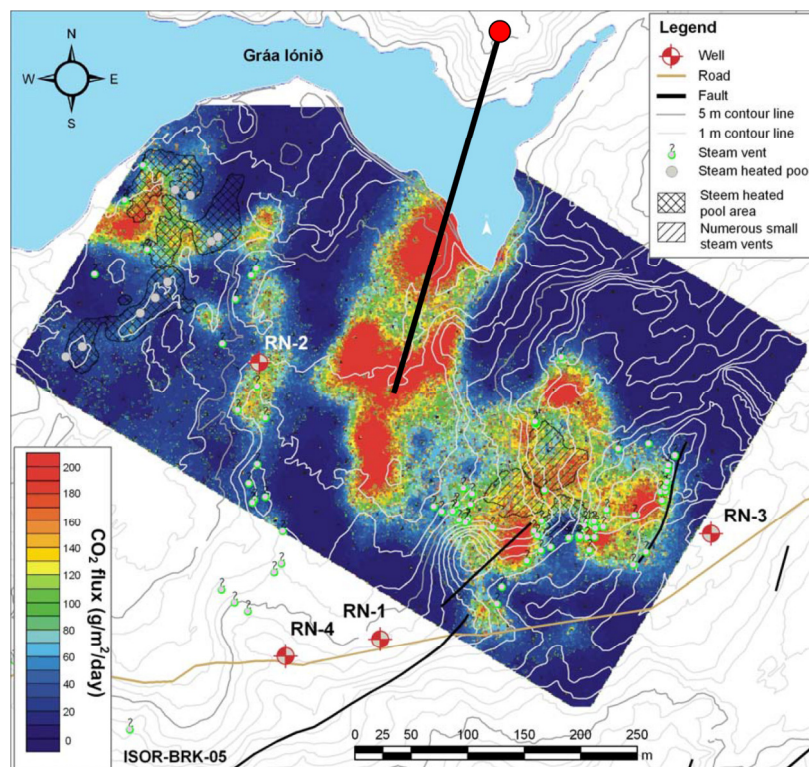 Gráa lónið
N
W E
S
Legend
Well
Road
Fault
5 m contour line
1 m contour line
Steam vent
Steam heated pool
Steem heated
pool area
Numerous small
steam vents
RN-2
RN-3
RN-1
RN-4
CO₂ flux (g/m²/day)
200
180
160
140
120
100
80
60
40
20
0
ISOR-BRK-05
0 50 100 150 200 250
m